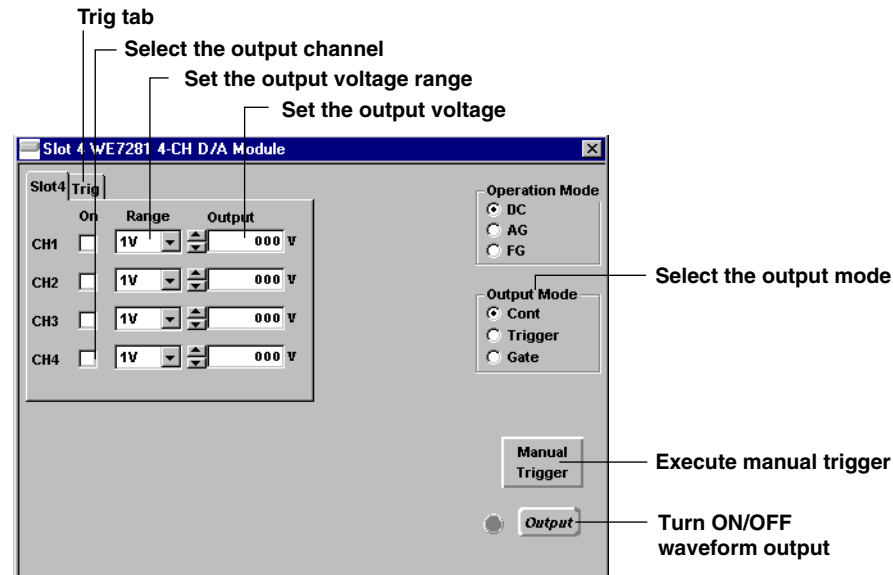 Trig tab
Select the output channel
Set the output voltage range
Set the output voltage
Slot 4 WE7281 4-CH D/A Module
Slot4 Trig
On Range Output
CH1 1V 000 V
CH2 1V 000 V
CH3 1V 000 V
CH4 1V 000 V
Operation Mode
DC
AG
FG
Output Mode
Cont
Trigger
Gate
Select the output mode
Manual
Trigger
Execute manual trigger
Output
Turn ON/OFF
waveform output